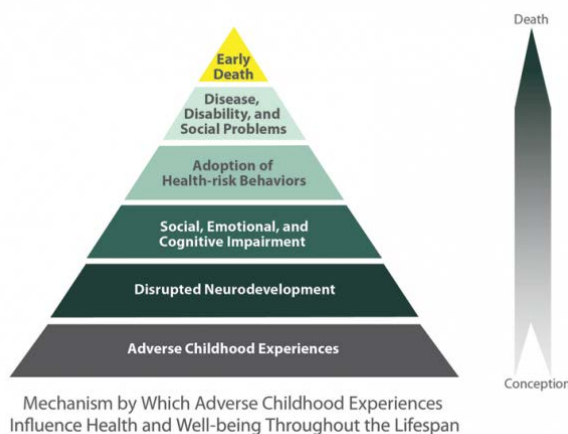 Death
Early
Death
Disease,
Disability, and
Social Problems
Adoption of
Health-risk Behaviors
Social, Emotional, and
Cognitive Impairment
Disrupted Neurodevelopment
Adverse Childhood Experiences
Conception
Mechanism by Which Adverse Childhood Experiences
Influence Health and Well-being Throughout the Lifespan